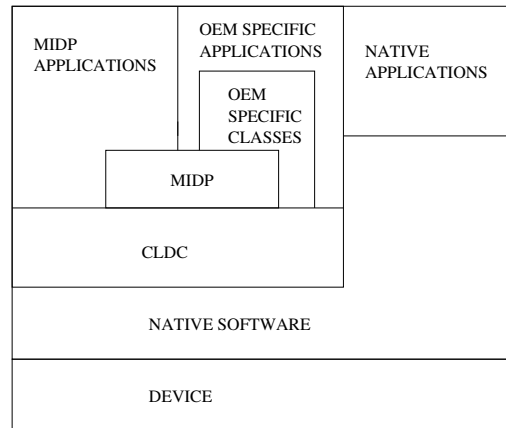 MIDP
APPLICATIONS
OEM SPECIFIC
APPLICATIONS
NATIVE
APPLICATIONS
OEM
SPECIFIC
CLASSES
MIDP
CLDC
NATIVE SOFTWARE
DEVICE